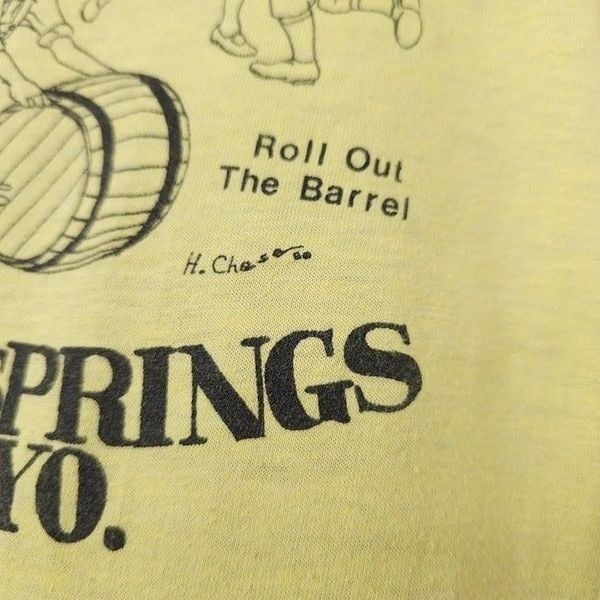 Roll Out
The Barrel
H. Chase
SPRINGS
YO.